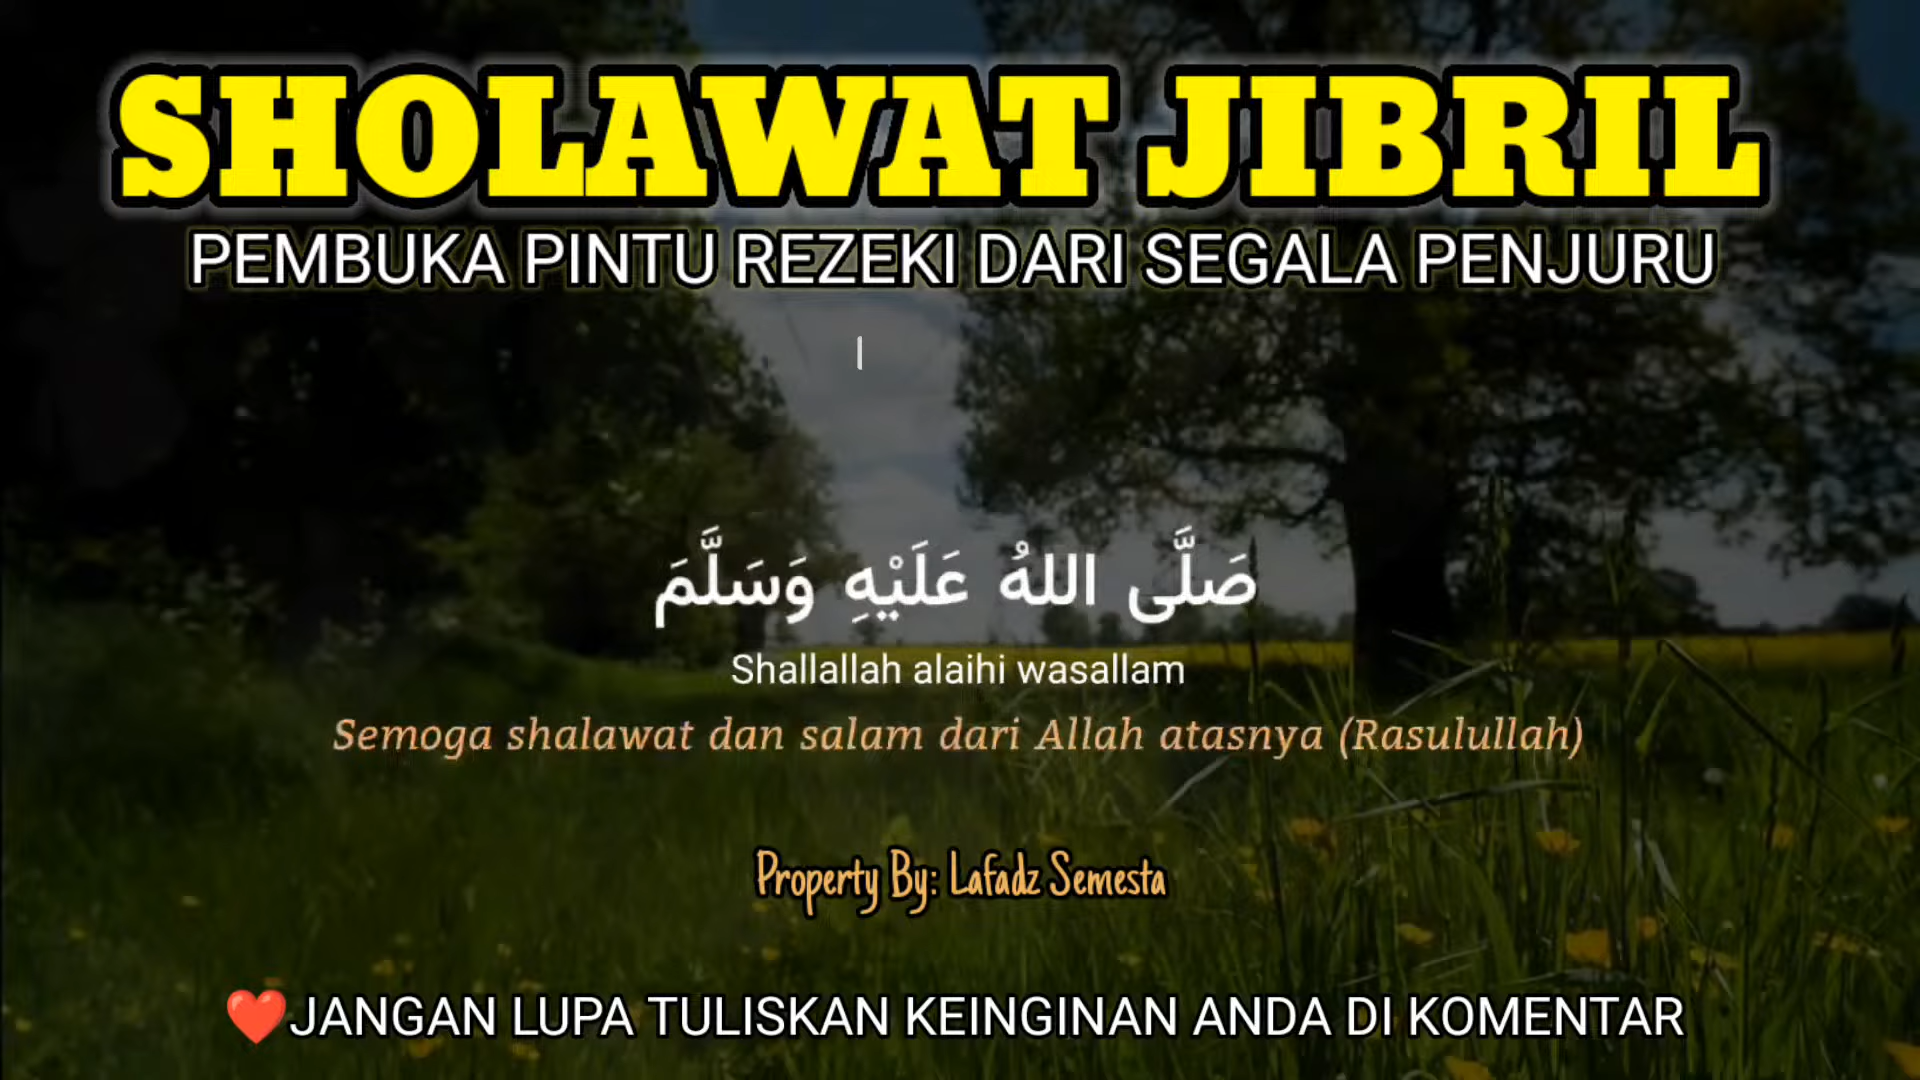 SHOLAWAT JIBRIL
PEMBUKA PINTU REZEKI DARI SEGALA PENJURU
صَلَّى اللهُ عَلَيْهِ وَسَلَّمَ
Shallallah alaihi wasallam
Semoga shalawat dan salam dari Allah atasnya (Rasulullah)
Property By: Lafadz Semesta
❤️JANGAN LUPA TULISKAN KEINGINAN ANDA DI KOMENTAR